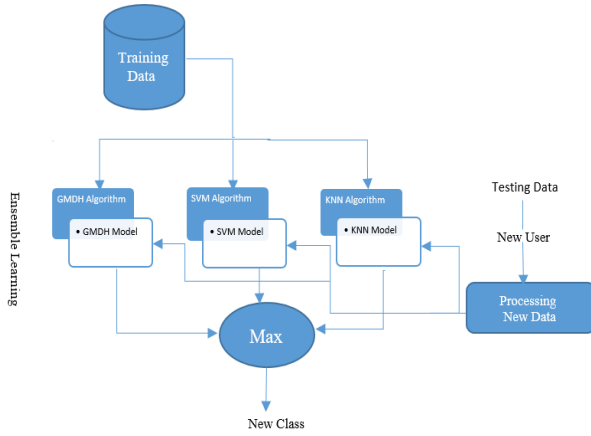 Training
Data
Ensemble Learning
GMDH Algorithm
• GMDH Model
SVM Algorithm
• SVM Model
KNN Algorithm
• KNN Model
Testing Data
New User
Processing
New Data
Max
New Class